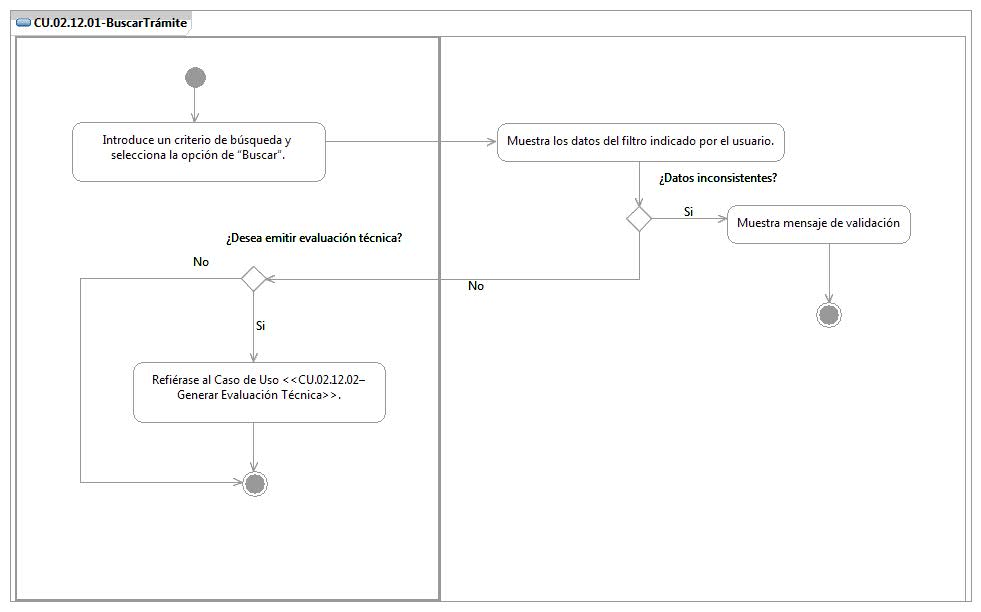 CU.02.12.01-BuscarTrámite
Introduce un criterio de búsqueda y
selecciona la opción de “Buscar”.
Muestra los datos del filtro indicado por el usuario.
¿Datos inconsistentes?
Si
Muestra mensaje de validación
¿Desea emitir evaluación técnica?
No
No
Si
Refiérase al Caso de Uso <<CU.02.12.02–
Generar Evaluación Técnica>>.